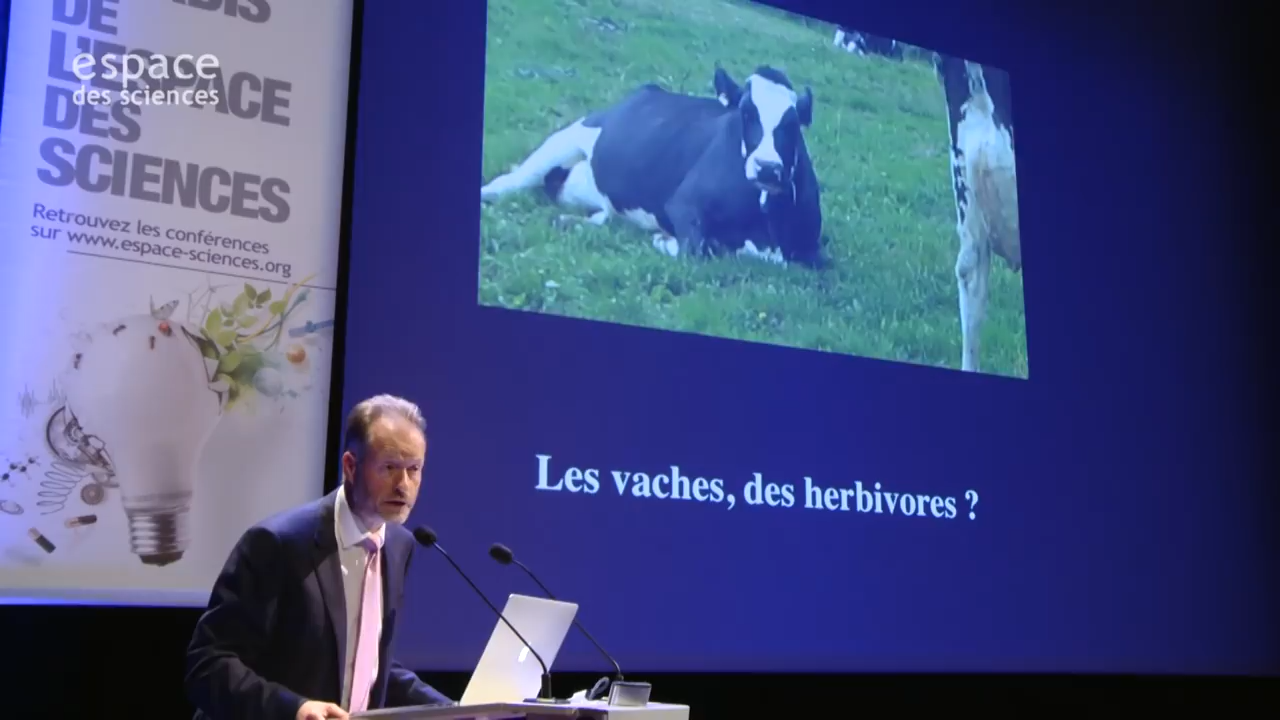 DE
L'ESPACE
DES
SCIENCES
Retrouvez les conférences
sur www.espace-sciences.org
espace
des sciences
Les vaches, des herbivores ?